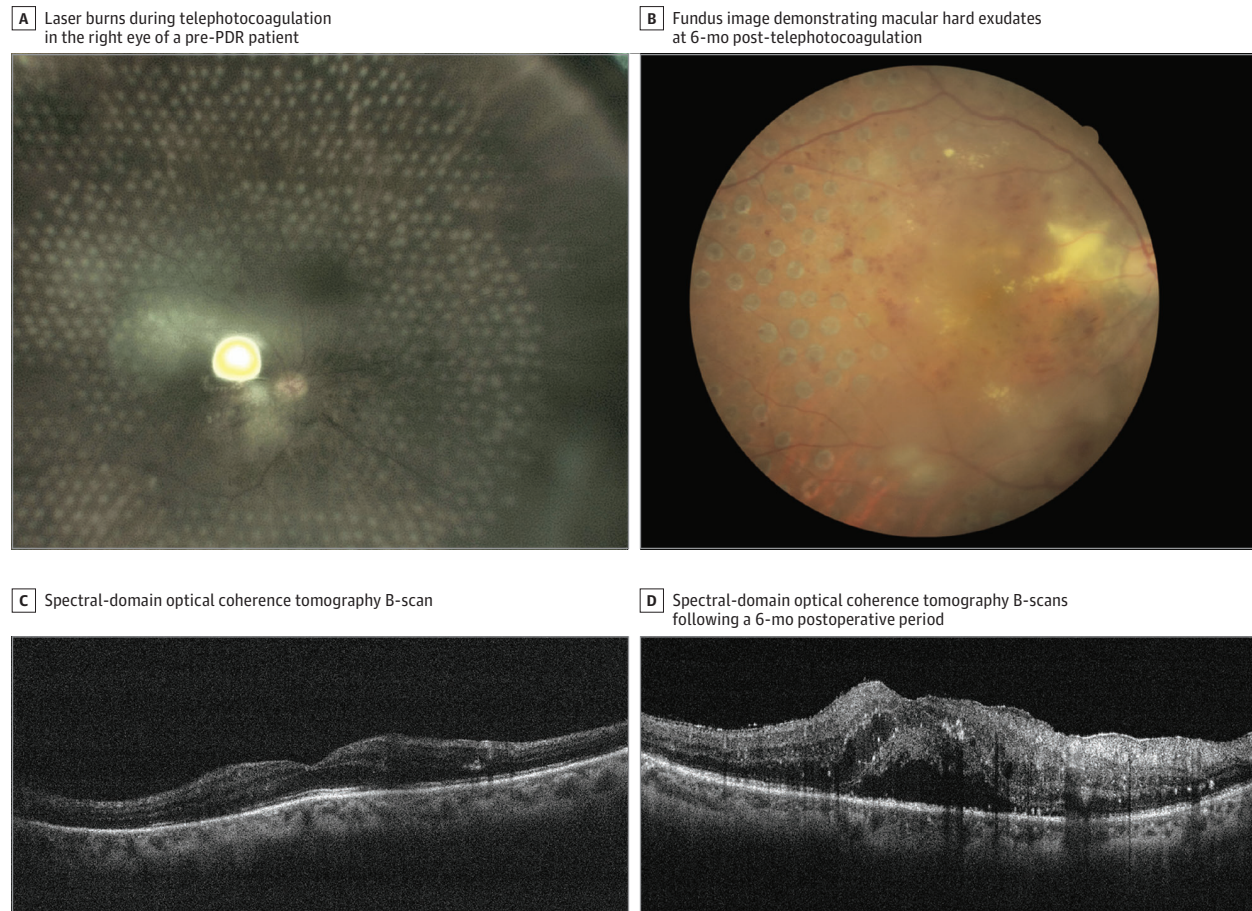 A Laser burns during telephotocoagulation
in the right eye of a pre-PDR patient
B Fundus image demonstrating macular hard exudates
at 6-mo post-telephotocoagulation
C Spectral-domain optical coherence tomography B-scan
D Spectral-domain optical coherence tomography B-scans
following a 6-mo postoperative period